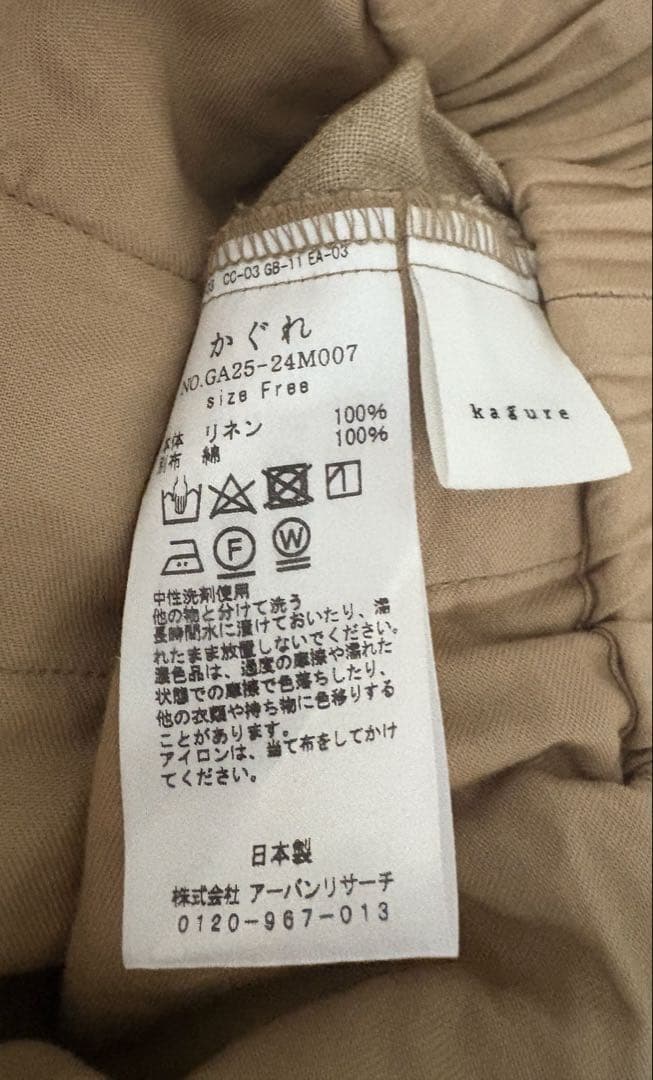 CC-03 GB-11 EA-03
かぐれ
NO.GA25-24M007
size Free
本体 リネン 100%
別布 綿 100%
F
W
中性洗剤使用
他の物と分けて洗う
長時間水に漬けておいたり、濡
れたまま放置しないでください。
濃色品は、過度の摩擦や濡れた
状態での摩擦で色落ちしたり、
他の衣類や持ち物に色移りする
ことがあります。
アイロンは、当て布をしてかけ
てください。
日本製
株式会社 アーバンリサーチ
0120-967-013
kagure